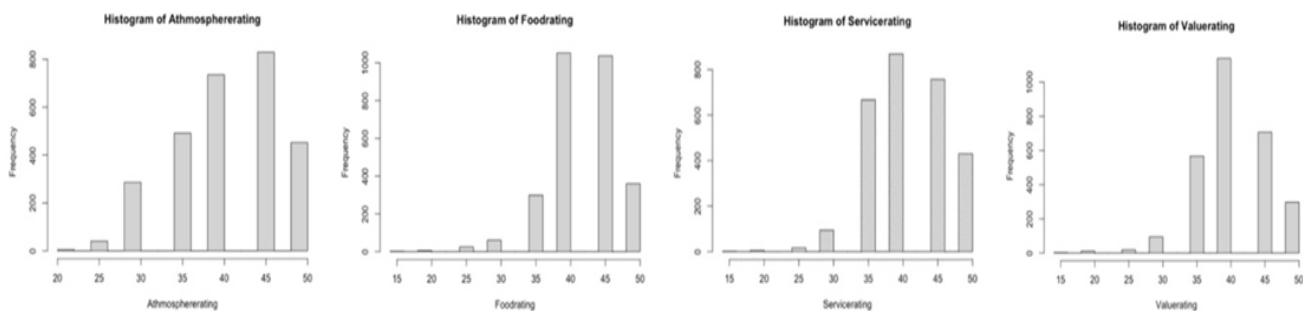 Histogram of Athmosphererating
Frequency
0 200 400 600 800
20 25 30 35 40 45 50
Athmosphererating
Histogram of Foodrating
Frequency
0 200 400 600 800 1000
15 20 25 30 35 40 45 50
Foodrating
Histogram of Servicerating
Frequency
0 200 400 600 800
15 20 25 30 35 40 45 50
Servicerating
Histogram of Valuerating
Frequency
0 200 400 600 800 1000
15 20 25 30 35 40 45 50
Valuerating